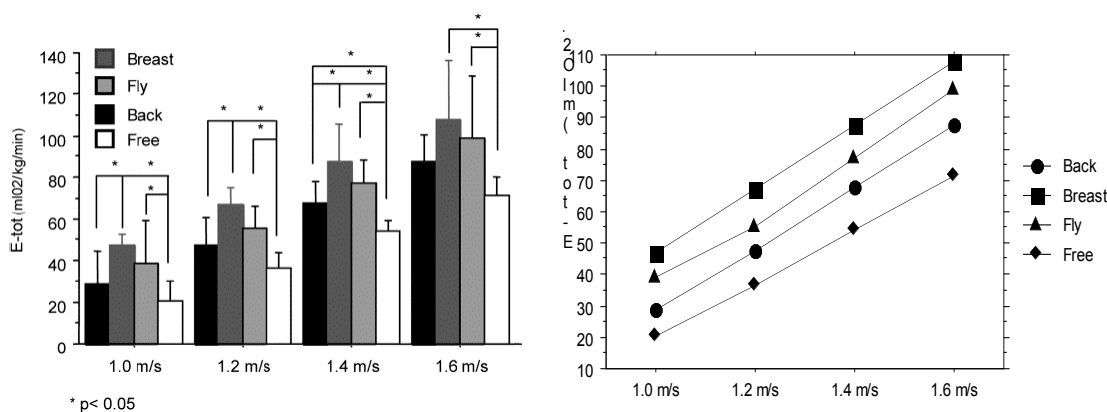 140
120
100
80
60
40
20
0
E-tot (ml02/kg/min)
Breast
Fly
Back
Free
* * *
* * *
* * * *
* *
1.0 m/s 1.2 m/s 1.4 m/s 1.6 m/s
* p< 0.05
110
100
90
80
70
60
50
40
30
20
10
E-tot (mlO2.
1.0 m/s 1.2 m/s 1.4 m/s 1.6 m/s
Back
Breast
Fly
Free